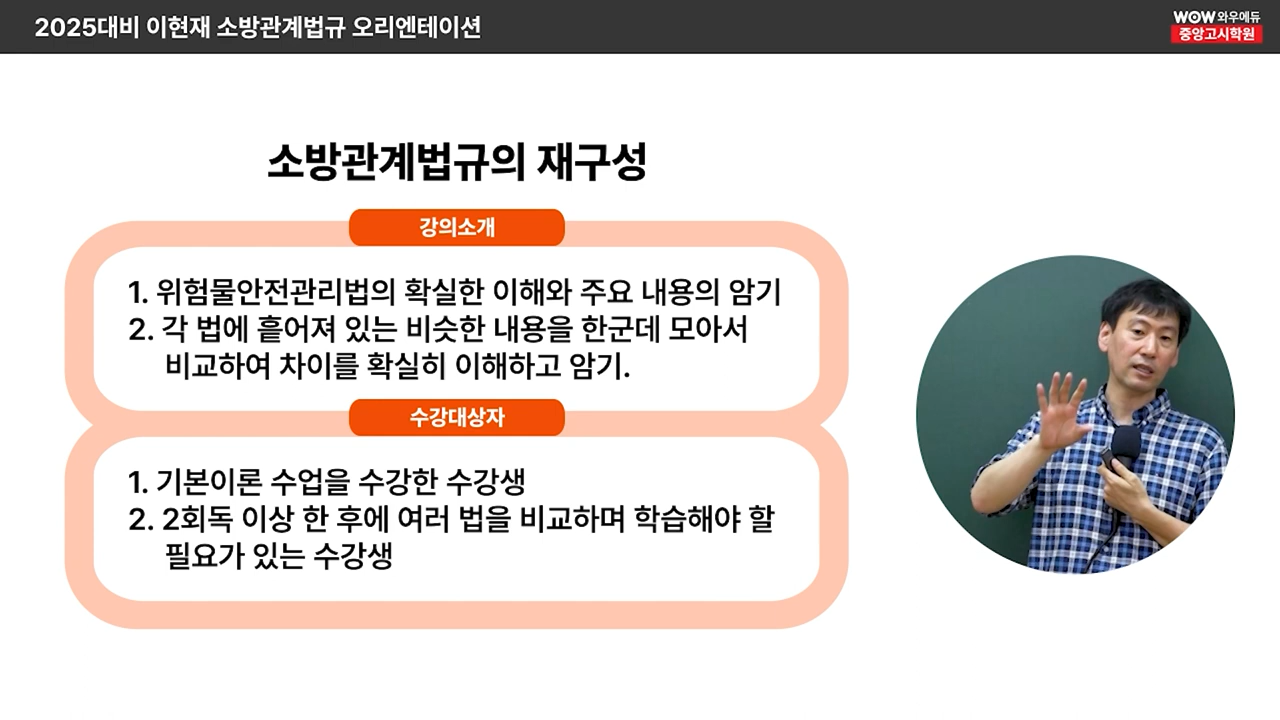 2025대비 이현재 소방관계법규 오리엔테이션
WOW 와우에듀
중앙고시학원
소방관계법규의 재구성
강의소개
1. 위험물안전관리법의 확실한 이해와 주요 내용의 암기
2. 각 법에 흩어져 있는 비슷한 내용을 한군데 모아서
비교하여 차이를 확실히 이해하고 암기.
수강대상자
1. 기본이론 수업을 수강한 수강생
2. 2회독 이상 한 후에 여러 법을 비교하며 학습해야 할
필요가 있는 수강생